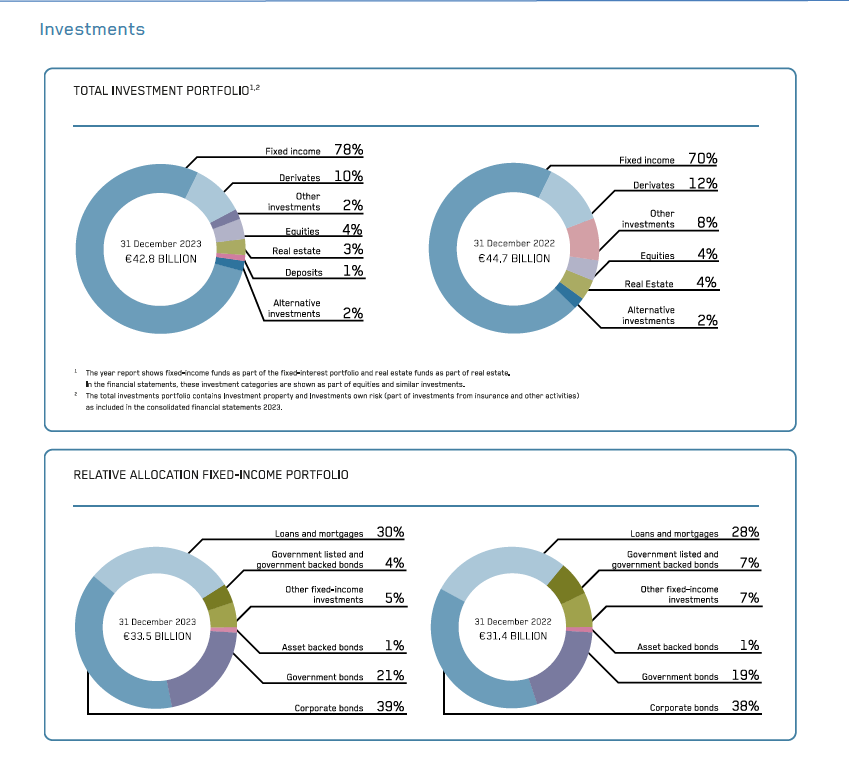 Investments
TOTAL INVESTMENT PORTFOLIO1,2
Fixed income 78%
Derivates 10%
Other
investments 2%
Equities 4%
Real estate 3%
Deposits 1%
Alternative
investments 2%
31 December 2023
€42,8 BILLION
Fixed income 70%
Derivates 12%
Other
investments 8%
Equities 4%
Real Estate 4%
Alternative
investments 2%
31 December 2022
€44,7 BILLION
1 The year report shows fixed-income funds as part of the fixed-interest portfolio and real estate funds as part of real estate.
In the financial statements, these investment categories are shown as part of equities and similar investments.
2 The total investments portfolio contains Investment property and Investments own risk (part of investments from insurance and other activities)
as included in the consolidated financial statements 2023.
RELATIVE ALLOCATION FIXED-INCOME PORTFOLIO
Loans and mortgages 30%
Government listed and
government backed bonds 4%
Other fixed-income
investments 5%
Asset backed bonds 1%
Government bonds 21%
Corporate bonds 39%
31 December 2023
€33,5 BILLION
Loans and mortgages 28%
Government listed and
government backed bonds 7%
Other fixed-income
investments 7%
Asset backed bonds 1%
Government bonds 19%
Corporate bonds 38%
31 December 2022
€31,4 BILLION